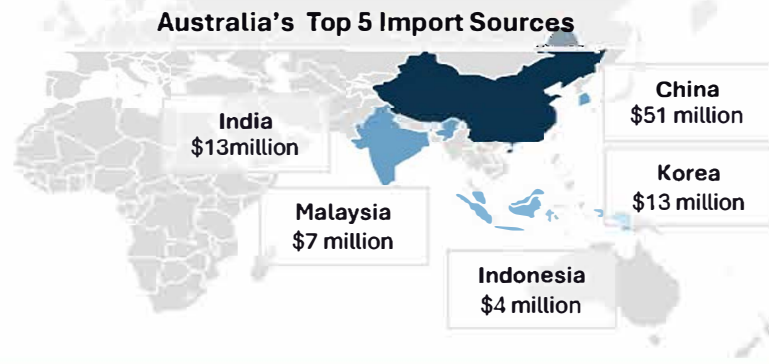 Australia's Top 5 Import Sources
China
$51 million
India
$13million
Korea
$13 million
Malaysia
$7 million
Indonesia
$4 million